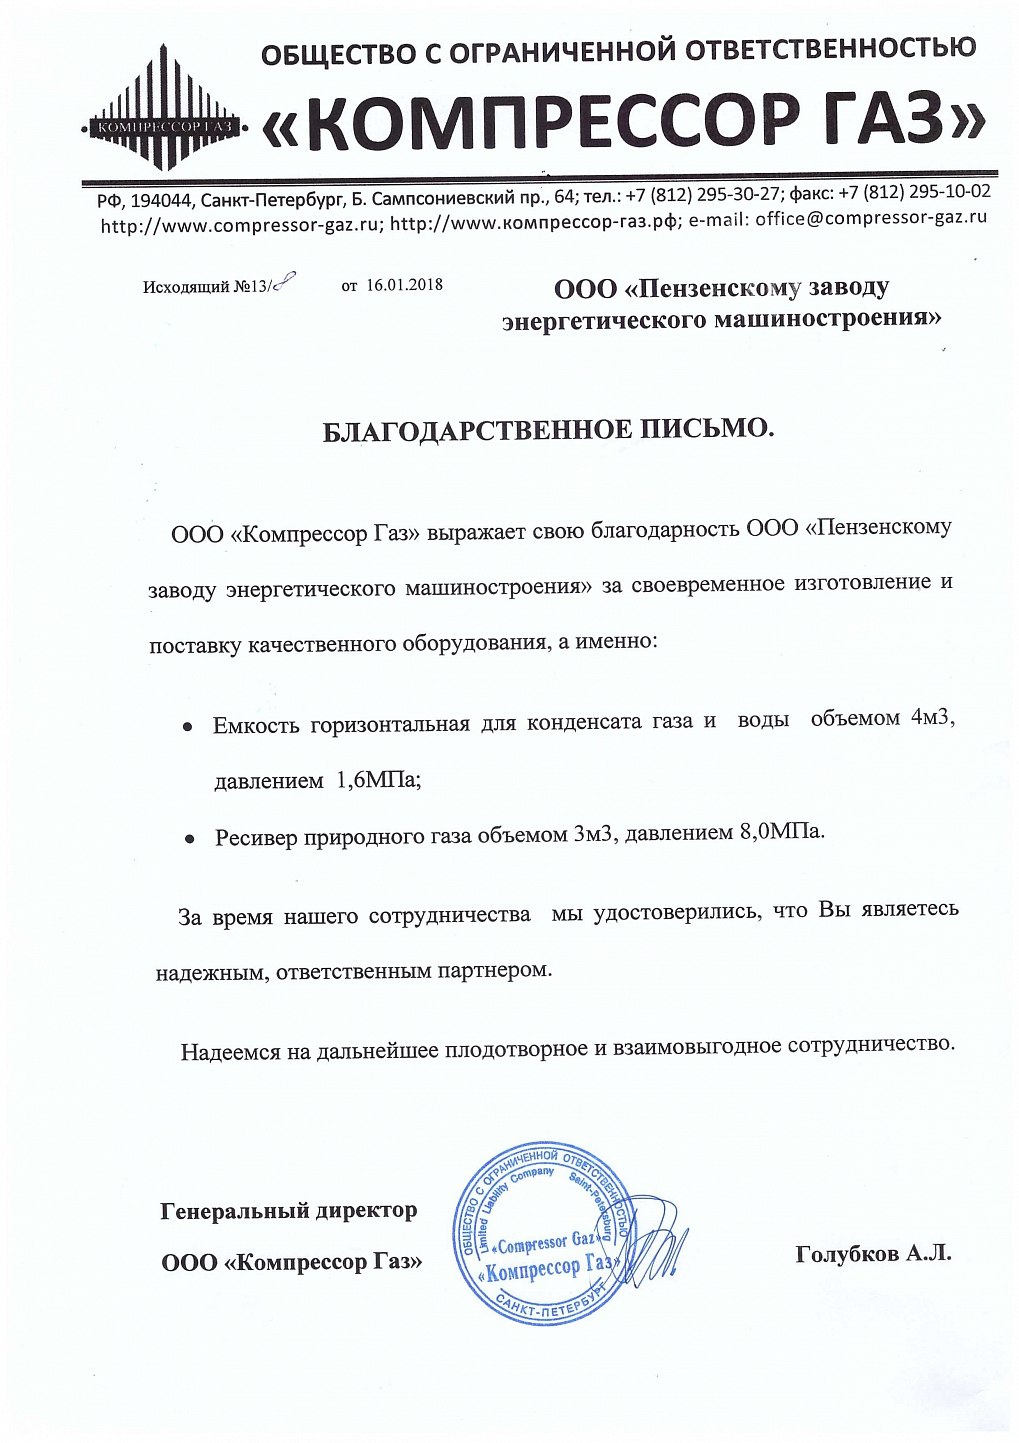 ОБЩЕСТВО С ОГРАНИЧЕННОЙ ОТВЕТСТВЕННОСТЬЮ
КОМПРЕССОР ГАЗ
«КОМПРЕССОР ГАЗ»
РФ, 194044, Санкт-Петербург, Б. Сампсониевский пр., 64; тел.: +7 (812) 295-30-27; факс: +7 (812) 295-10-02
http://www.compressor-gaz.ru; http://www.компрессор-газ.рф; e-mail: office@compressor-gaz.ru
Исходящий №13/8 от 16.01.2018
ООО «Пензенскому заводу
энергетического машиностроения»
БЛАГОДАРСТВЕННОЕ ПИСЬМО.
ООО «Компрессор Газ» выражает свою благодарность ООО «Пензенскому
заводу энергетического машиностроения» за своевременное изготовление и
поставку качественного оборудования, а именно:
• Емкость горизонтальная для конденсата газа и воды объемом 4м3,
давлением 1,6МПа;
• Ресивер природного газа объемом 3м3, давлением 8,0МПа.
За время нашего сотрудничества мы удостоверились, что Вы являетесь
надежным, ответственным партнером.
Надеемся на дальнейшее плодотворное и взаимовыгодное сотрудничество.
Генеральный директор
ООО «Компрессор Газ»
ОБЩЕСТВО С ОГРАНИЧЕННОЙ ОТВЕТСТВЕННОСТЬЮ
Limited Liability Company Saint-Petersburg
«Compressor Gaz»
«Компрессор Газ»
САНКТ-ПЕТЕРБУРГ
Голубков А.Л.